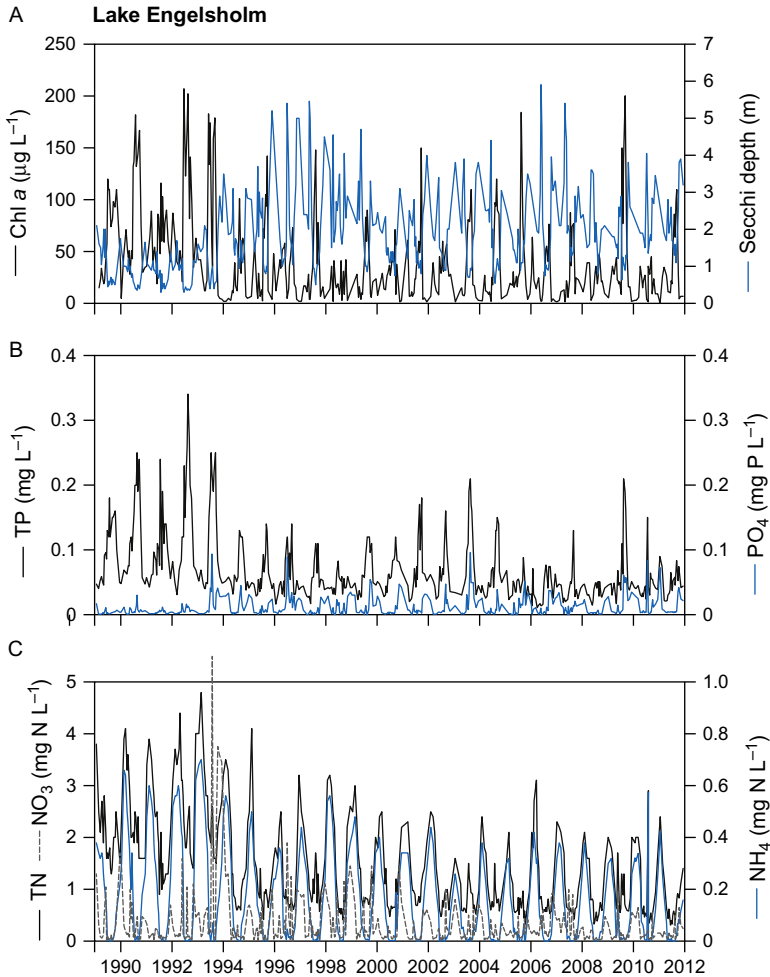 A Lake Engelsholm
250 7
200 6
150 5
100 4
50 3
0 2
1
0
— Chl a (μg L⁻¹)
— Secchi depth (m)
B
0.4 0.4
0.3 0.3
0.2 0.2
0.1 0.1
0 0
— TP (mg L⁻¹)
— PO₄ (mg P L⁻¹)
C
5 1.0
4 0.8
3 0.6
2 0.4
1 0.2
0 0
— TN ---- NO₃ (mg N L⁻¹)
— NH₄ (mg N L⁻¹)
1990 1992 1994 1996 1998 2000 2002 2004 2006 2008 2010 2012